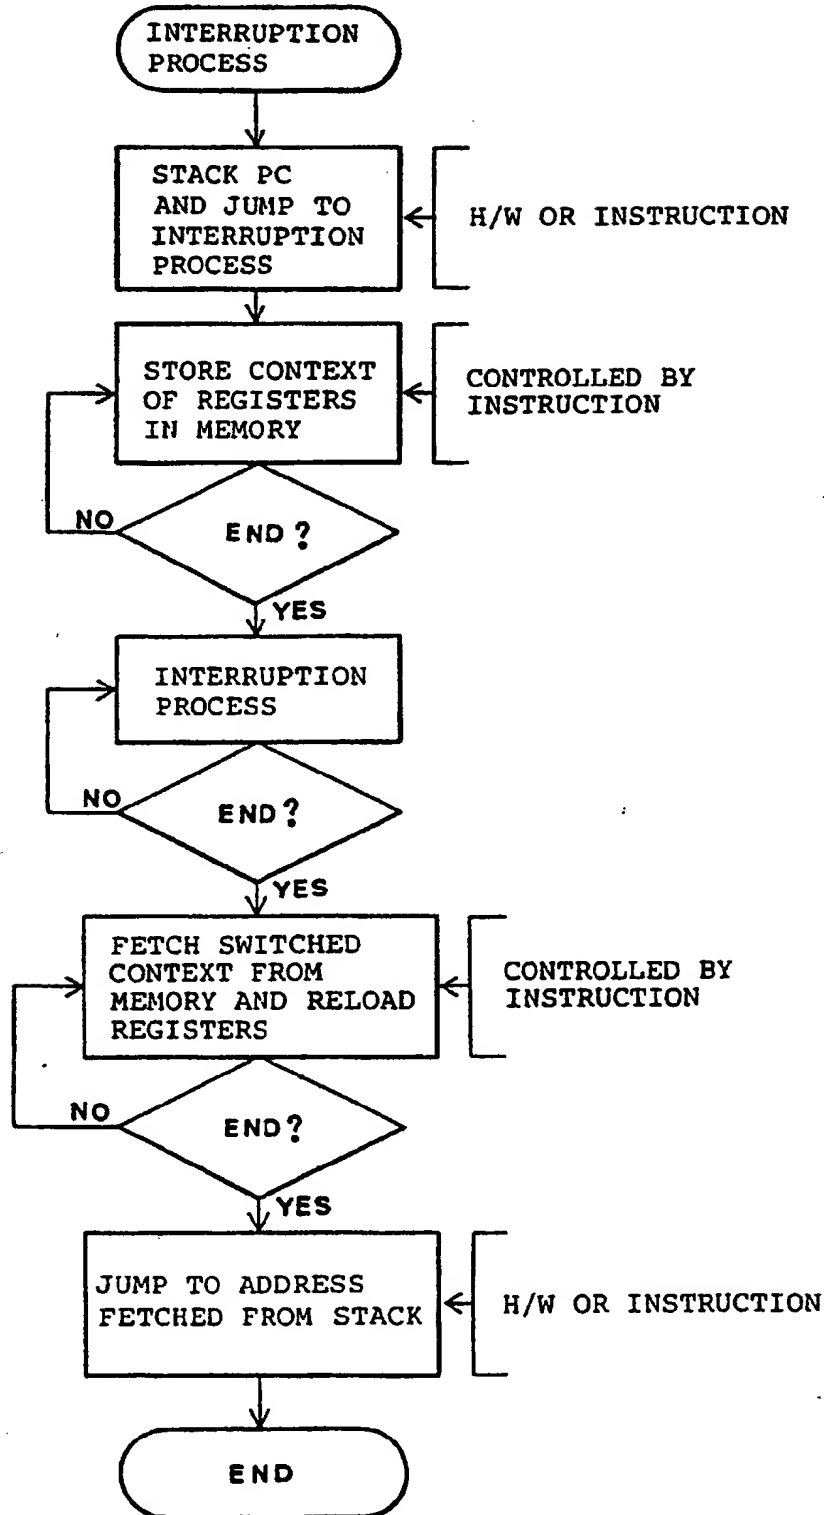 INTERRUPTION
PROCESS
STACK PC
AND JUMP TO
INTERRUPTION
PROCESS
H/W OR INSTRUCTION
STORE CONTEXT
OF REGISTERS
IN MEMORY
CONTROLLED BY
INSTRUCTION
END?
NO
YES
INTERRUPTION
PROCESS
END?
NO
YES
FETCH SWITCHED
CONTEXT FROM
MEMORY AND RELOAD
REGISTERS
CONTROLLED BY
INSTRUCTION
END?
NO
YES
JUMP TO ADDRESS
FETCHED FROM STACK
H/W OR INSTRUCTION
END